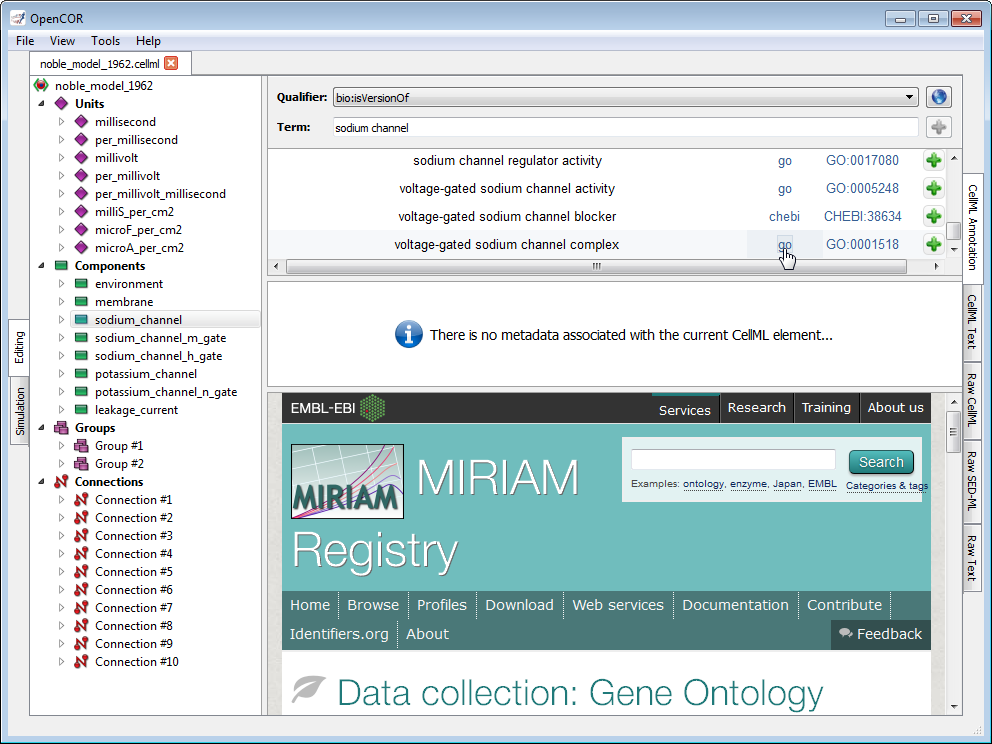 OpenCOR
File View Tools Help
noble_model_1962.cellml
noble_model_1962
Units
millisecond
per_millisecond
millivolt
per_millivolt
per_millivolt_millisecond
milliS_per_cm2
microF_per_cm2
microA_per_cm2
Components
environment
membrane
sodium_channel
sodium_channel_m_gate
sodium_channel_h_gate
potassium_channel
potassium_channel_n_gate
leakage_current
Groups
Group #1
Group #2
Connections
Connection #1
Connection #2
Connection #3
Connection #4
Connection #5
Connection #6
Connection #7
Connection #8
Connection #9
Connection #10
Editing
Simulation
Qualifier: bio:isVersionOf
Term: sodium channel
sodium channel regulator activity go GO:0017080
voltage-gated sodium channel activity go GO:0005248
voltage-gated sodium channel blocker chebi CHEBI:38634
voltage-gated sodium channel complex go GO:0001518
There is no metadata associated with the current CellML element...
EMBL-EBI Services Research Training About us
MIRIAM
MIRIAM
Registry
Search
Examples: ontology, enzyme, Japan, EMBL Categories & tags
Home Browse Profiles Download Web services Documentation Contribute
Identifiers.org About Feedback
Data collection: Gene Ontology
CellML Annotation
CellML Text
Raw CellML
Raw SED-ML
Raw Text